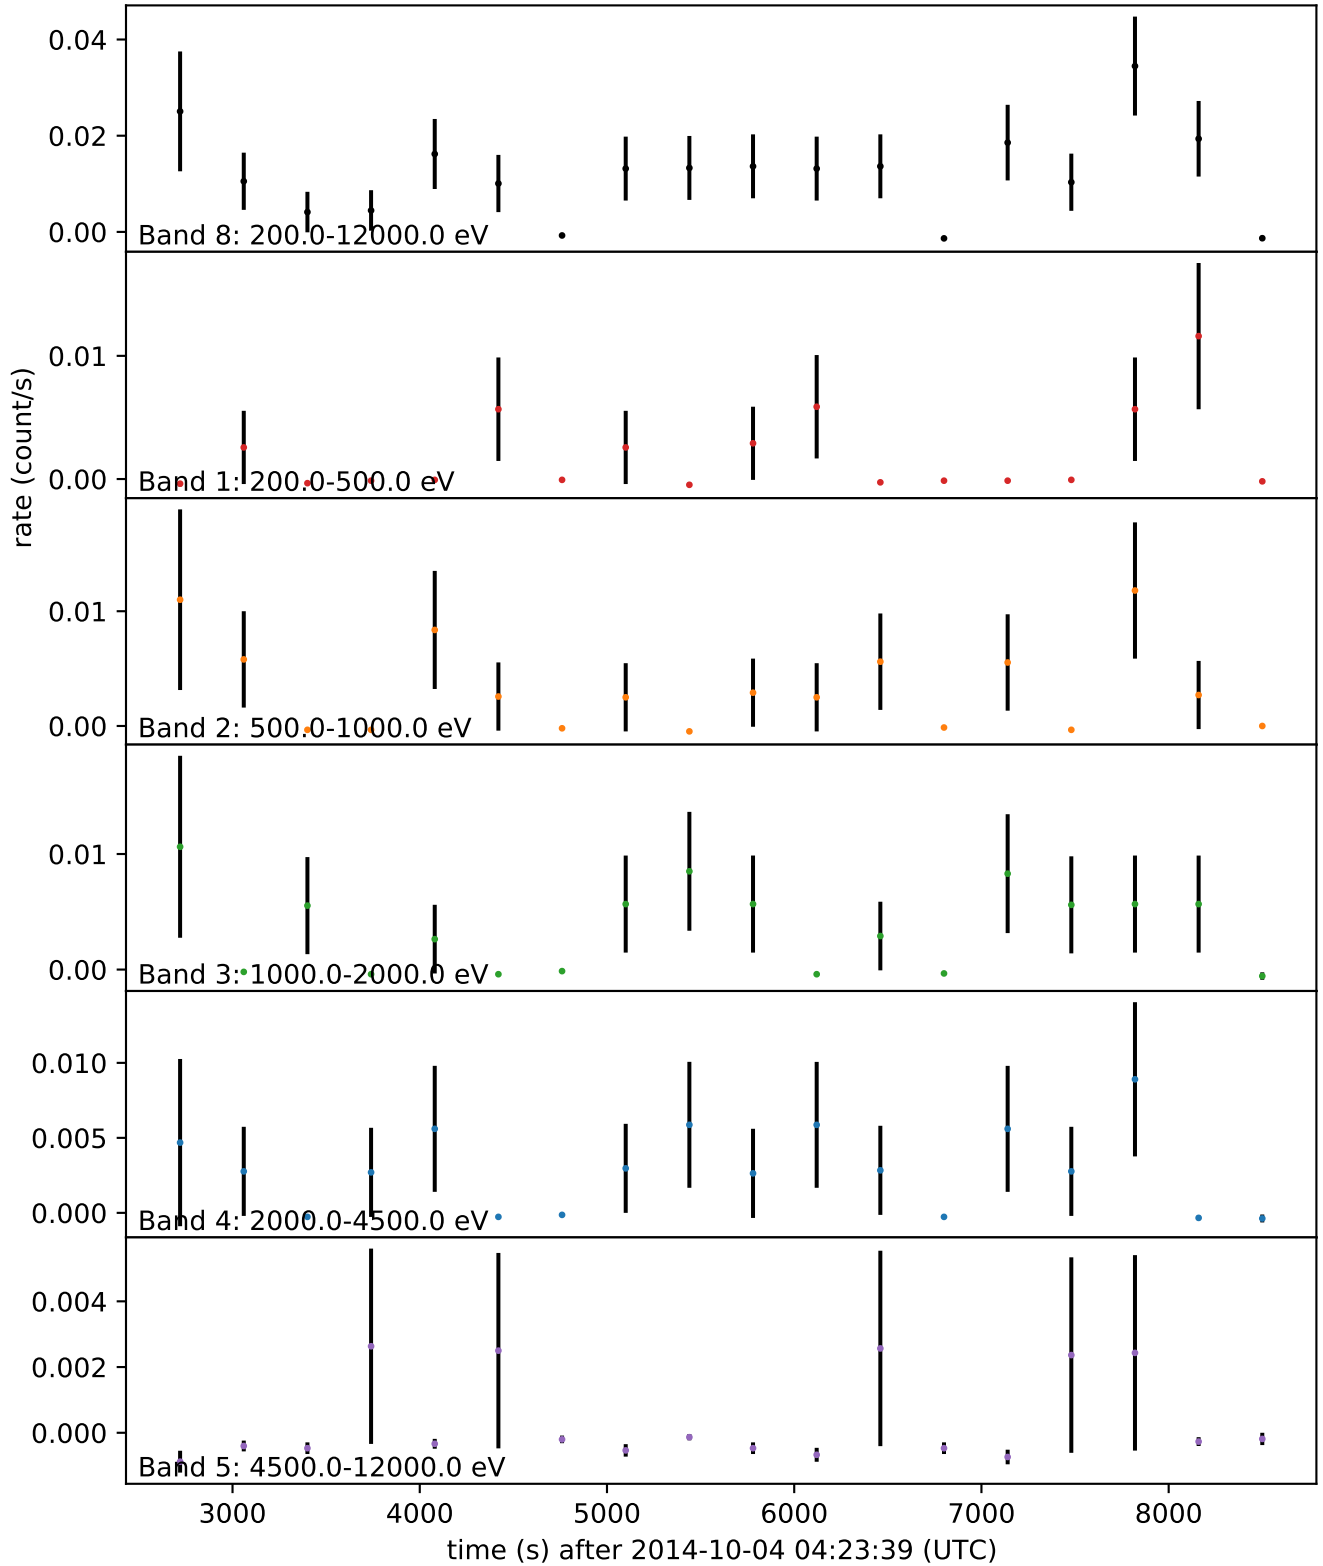 0.04
0.02
0.00
Band 8: 200.0-12000.0 eV
rate (count/s)
0.01
0.00
Band 1: 200.0-500.0 eV
0.01
0.00
Band 2: 500.0-1000.0 eV
0.01
0.00
Band 3: 1000.0-2000.0 eV
0.010
0.005
0.000
Band 4: 2000.0-4500.0 eV
0.004
0.002
0.000
Band 5: 4500.0-12000.0 eV
3000 4000 5000 6000 7000 8000
time (s) after 2014-10-04 04:23:39 (UTC)